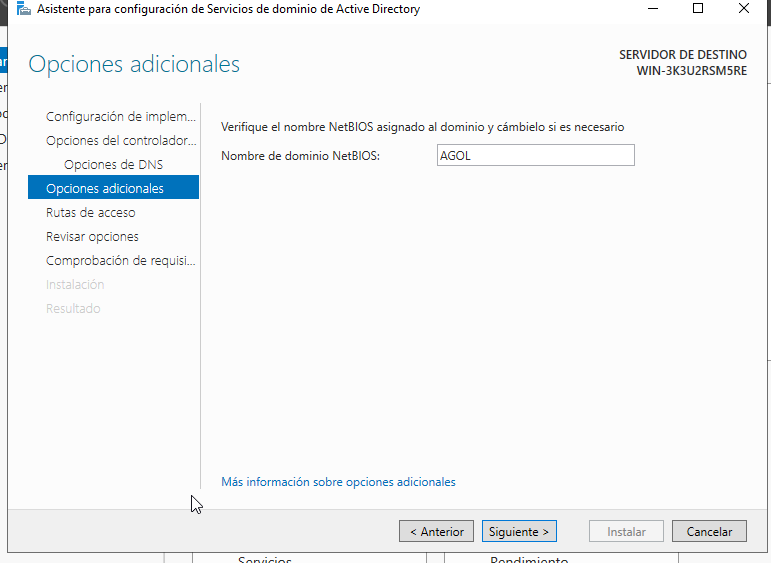 Asistente para configuración de Servicios de dominio de Active Directory
Opciones adicionales
SERVIDOR DE DESTINO
WIN-3K3U2RSM5RE
Configuración de implem...
Opciones del controlador...
Opciones de DNS
Opciones adicionales
Rutas de acceso
Revisar opciones
Comprobación de requisi...
Instalación
Resultado
Verifique el nombre NetBIOS asignado al dominio y cámbielo si es necesario
Nombre de dominio NetBIOS: AGOL
Más información sobre opciones adicionales
< Anterior Siguiente > Instalar Cancelar
Servicios Rendimiento